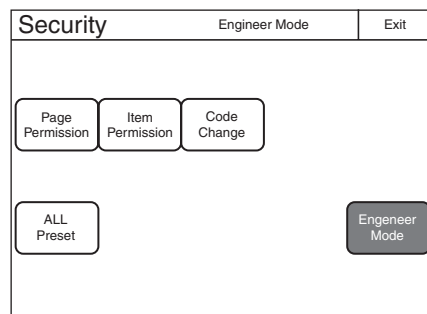 Security Engineer Mode Exit
Page Item Code
Permission Permission Change
ALL Engeneer
Preset Mode